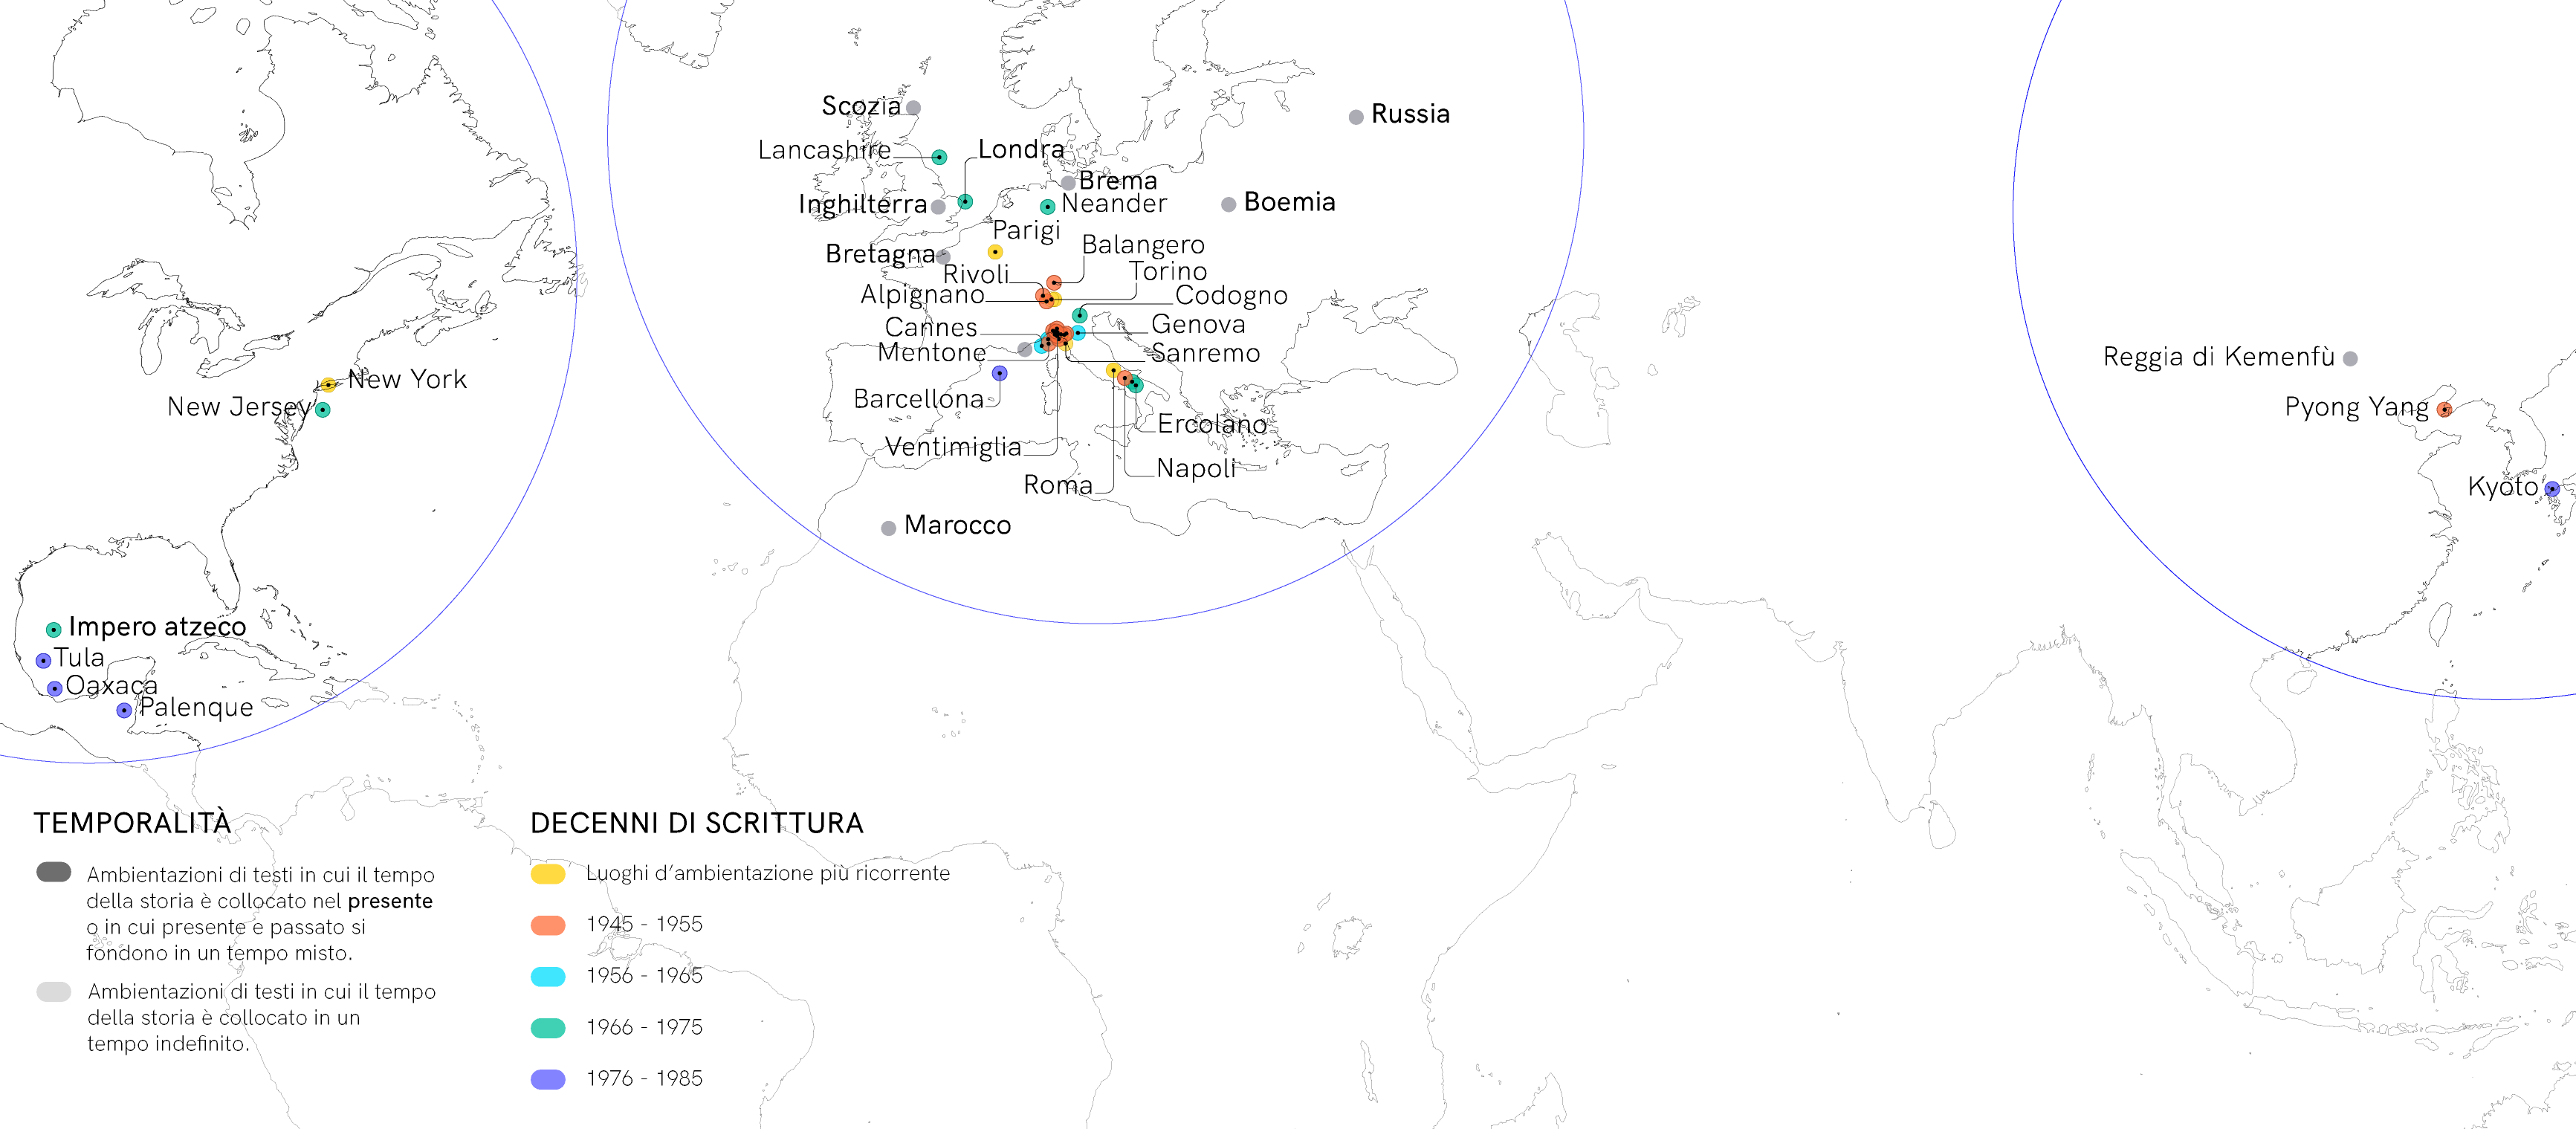 Scozia
Russia
Lancashire
Londra
Brema
Inghilterra
Neander
Boemia
Parigi
Bretagna
Balangero
Rivoli
Torino
Alpignano
Codogno
Cannes
Genova
Mentone
Sanremo
Reggia di Kemenfù
New York
New Jersey
Barcellona
Pyong Yang
Ercolano
Ventimiglia
Napoli
Roma
Kyoto
Marocco
Impero atzeco
Tula
Oaxaca
Palenque
TEMPORALITÀ
Ambientazioni di testi in cui il tempo
della storia è collocato nel presente
o in cui presente e passato si
fondono in un tempo misto.
Ambientazioni di testi in cui il tempo
della storia è collocato in un
tempo indefinito.
DECENNI DI SCRITTURA
Luoghi d'ambientazione più ricorrente
1945 - 1955
1956 - 1965
1966 - 1975
1976 - 1985